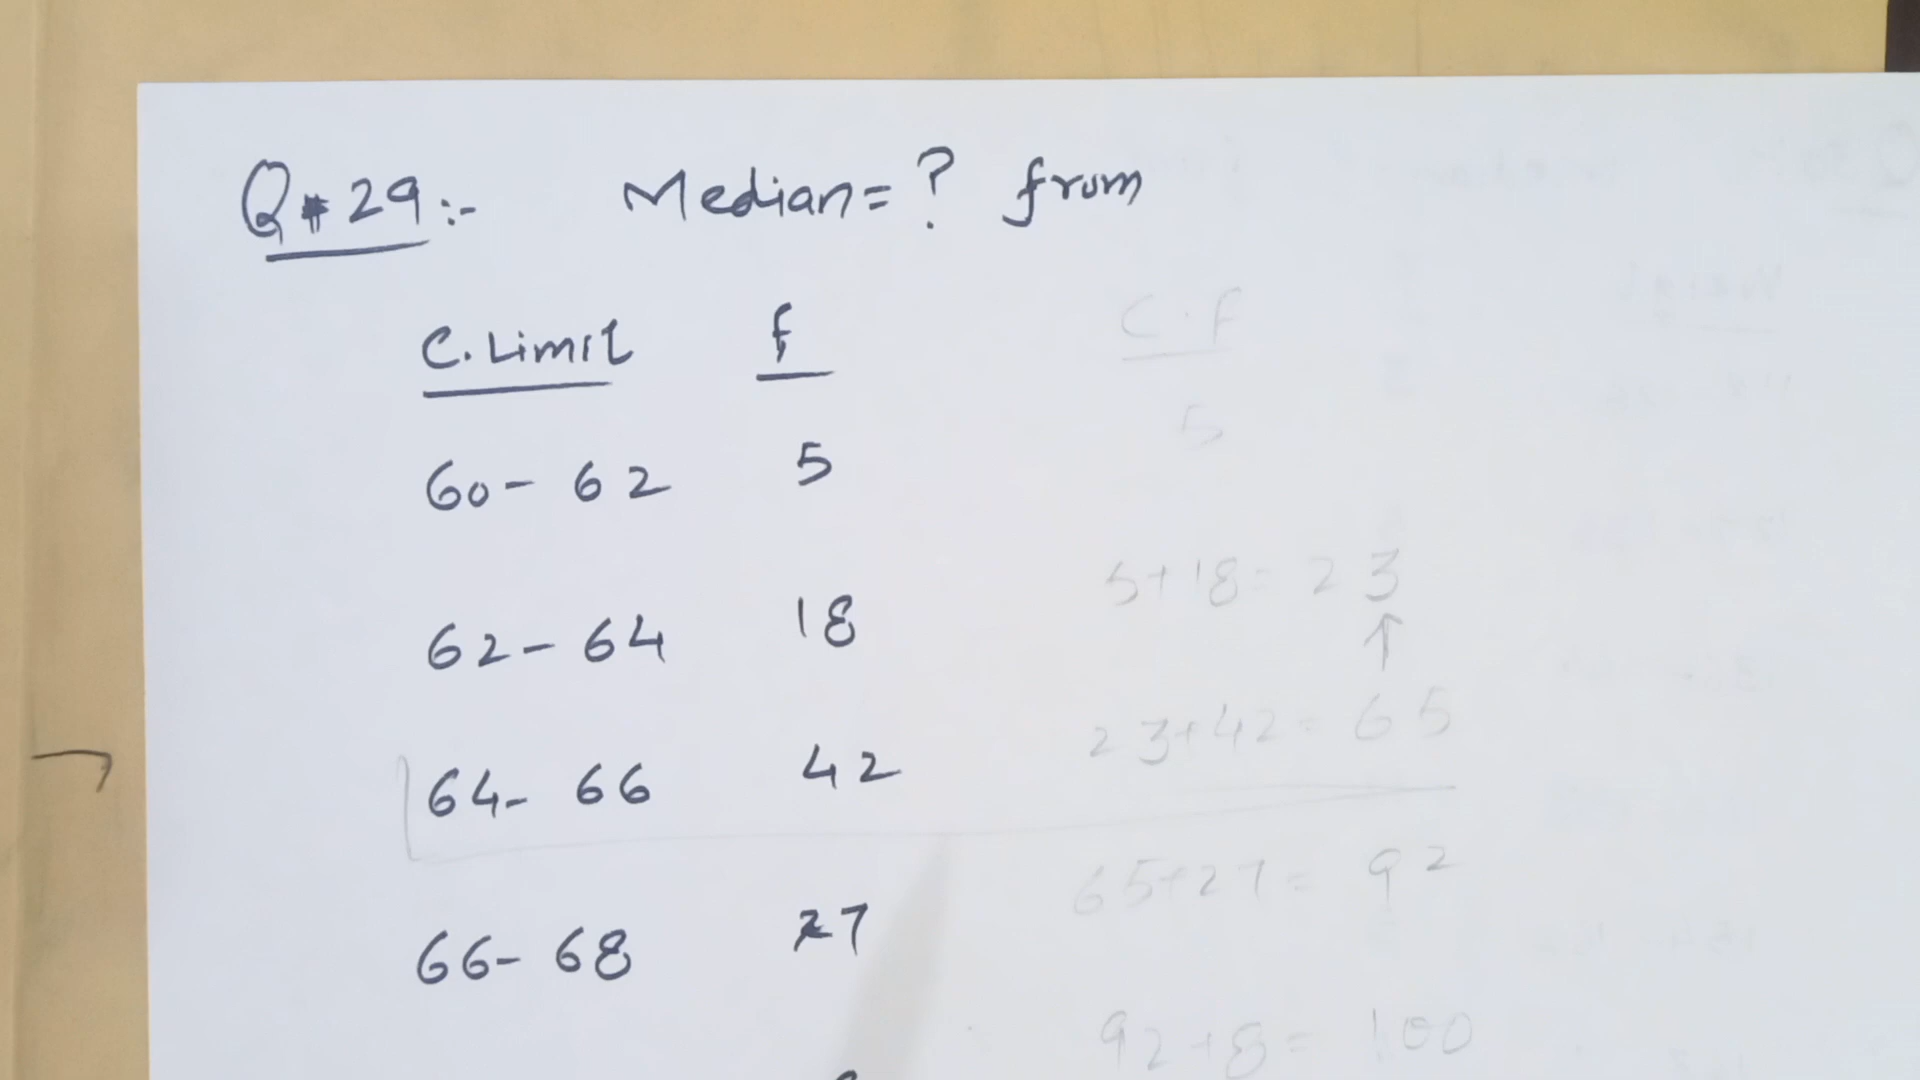 Q#29:- Median=? from
C. Limit f C.F
60-62 5 5
62-64 18 5+18=23
↑
64-66 42 23+42=65
66-68 27 65+27=92
92+8=100